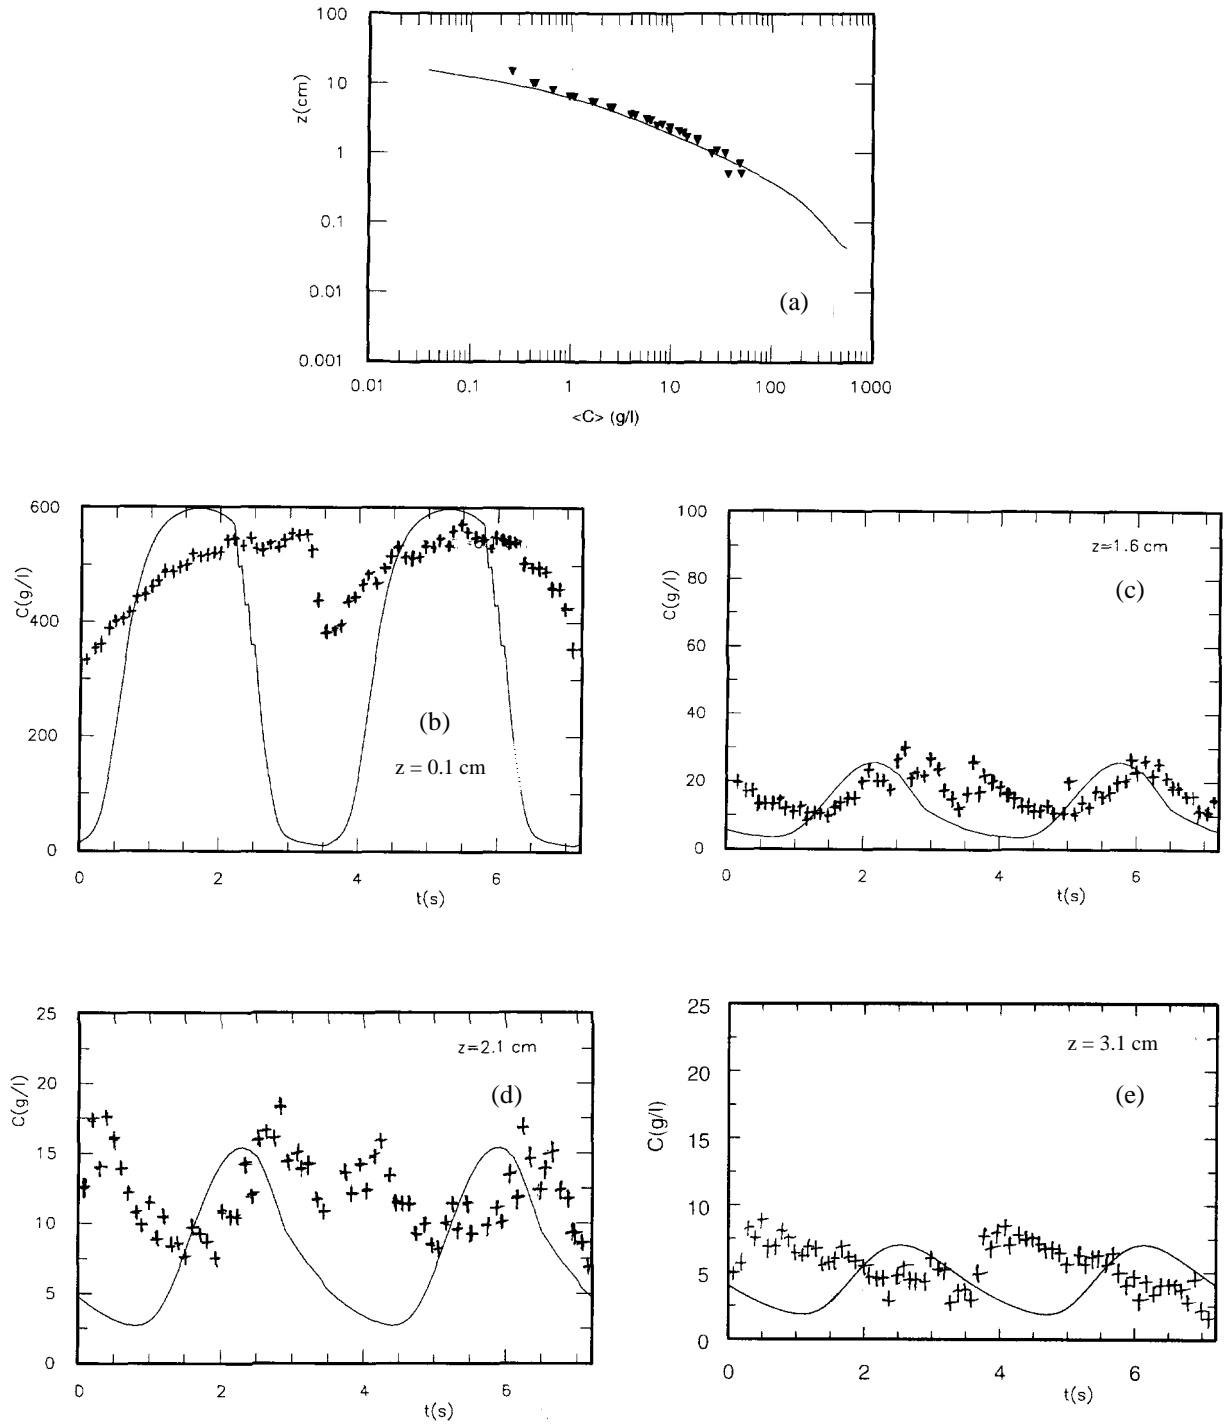 100
10
1
0.1
0.01
0.001
z(cm)
(a)
0.01 0.1 1 10 100 1000
<C> (g/l)
600
400
200
0
C(g/l)
(b)
z = 0.1 cm
0 2 4 6
t(s)
100
80
60
40
20
0
C(g/l)
z=1.6 cm
(c)
0 2 4 6
t(s)
25
20
15
10
5
0
C(g/l)
z=2.1 cm
(d)
0 2 4 6
t(s)
25
20
15
10
5
0
C(g/l)
z = 3.1 cm
(e)
0 2 4 6
t(s)